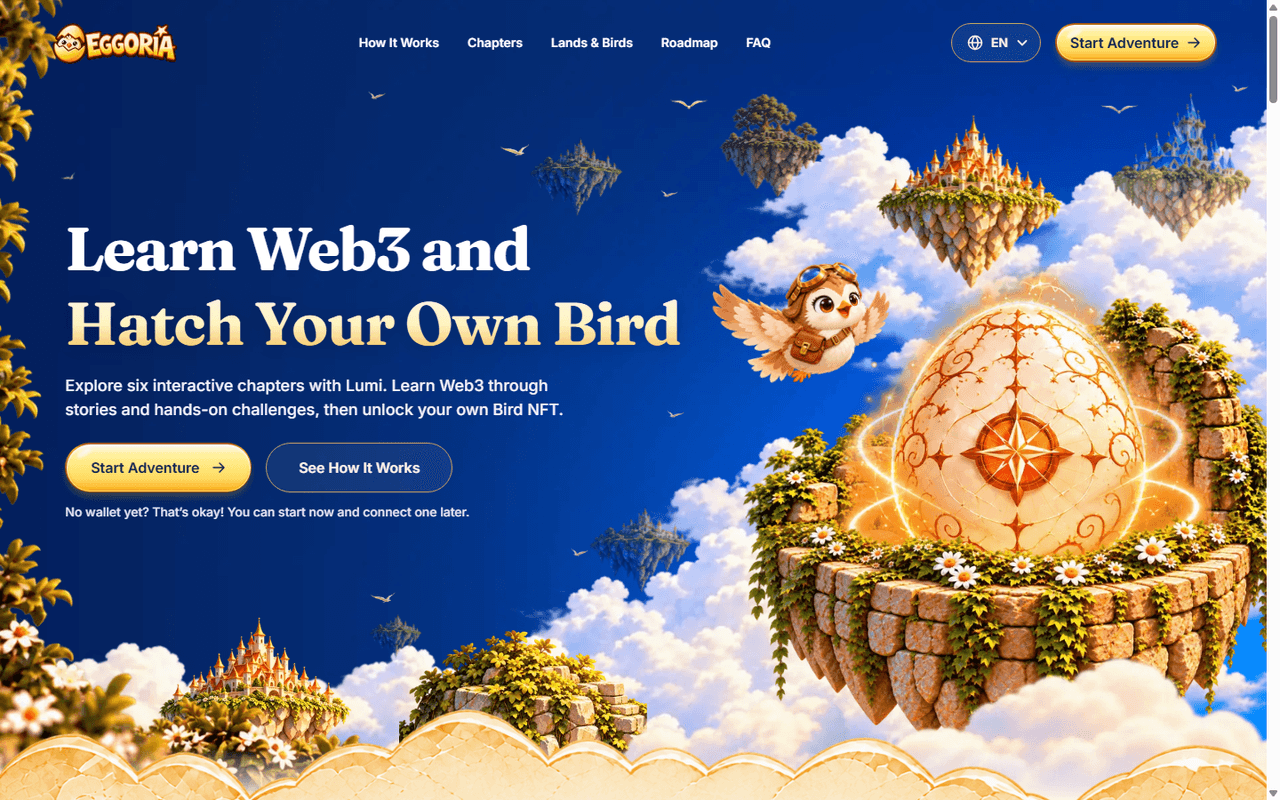 EGGORIA
How It Works
Chapters
Lands & Birds
Roadmap
FAQ
EN
Start Adventure →
Learn Web3 and
Hatch Your Own Bird
Explore six interactive chapters with Lumi. Learn Web3 through
stories and hands-on challenges, then unlock your own Bird NFT.
Start Adventure →
See How It Works
No wallet yet? That's okay! You can start now and connect one later.